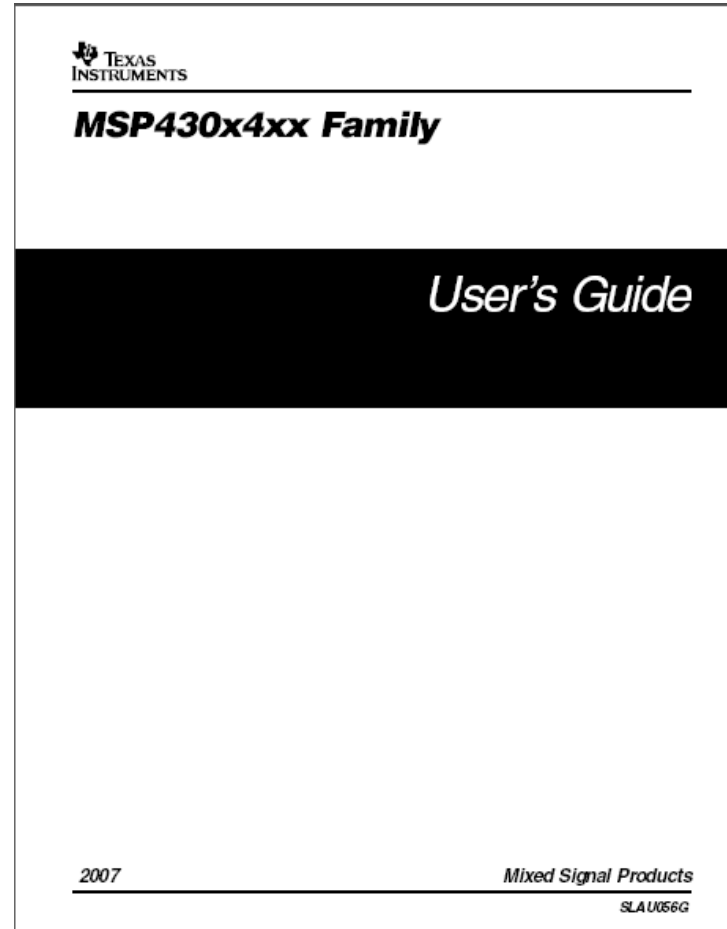 TEXAS
INSTRUMENTS
MSP430x4xx Family
User's Guide
2007
Mixed Signal Products
SLAU056G